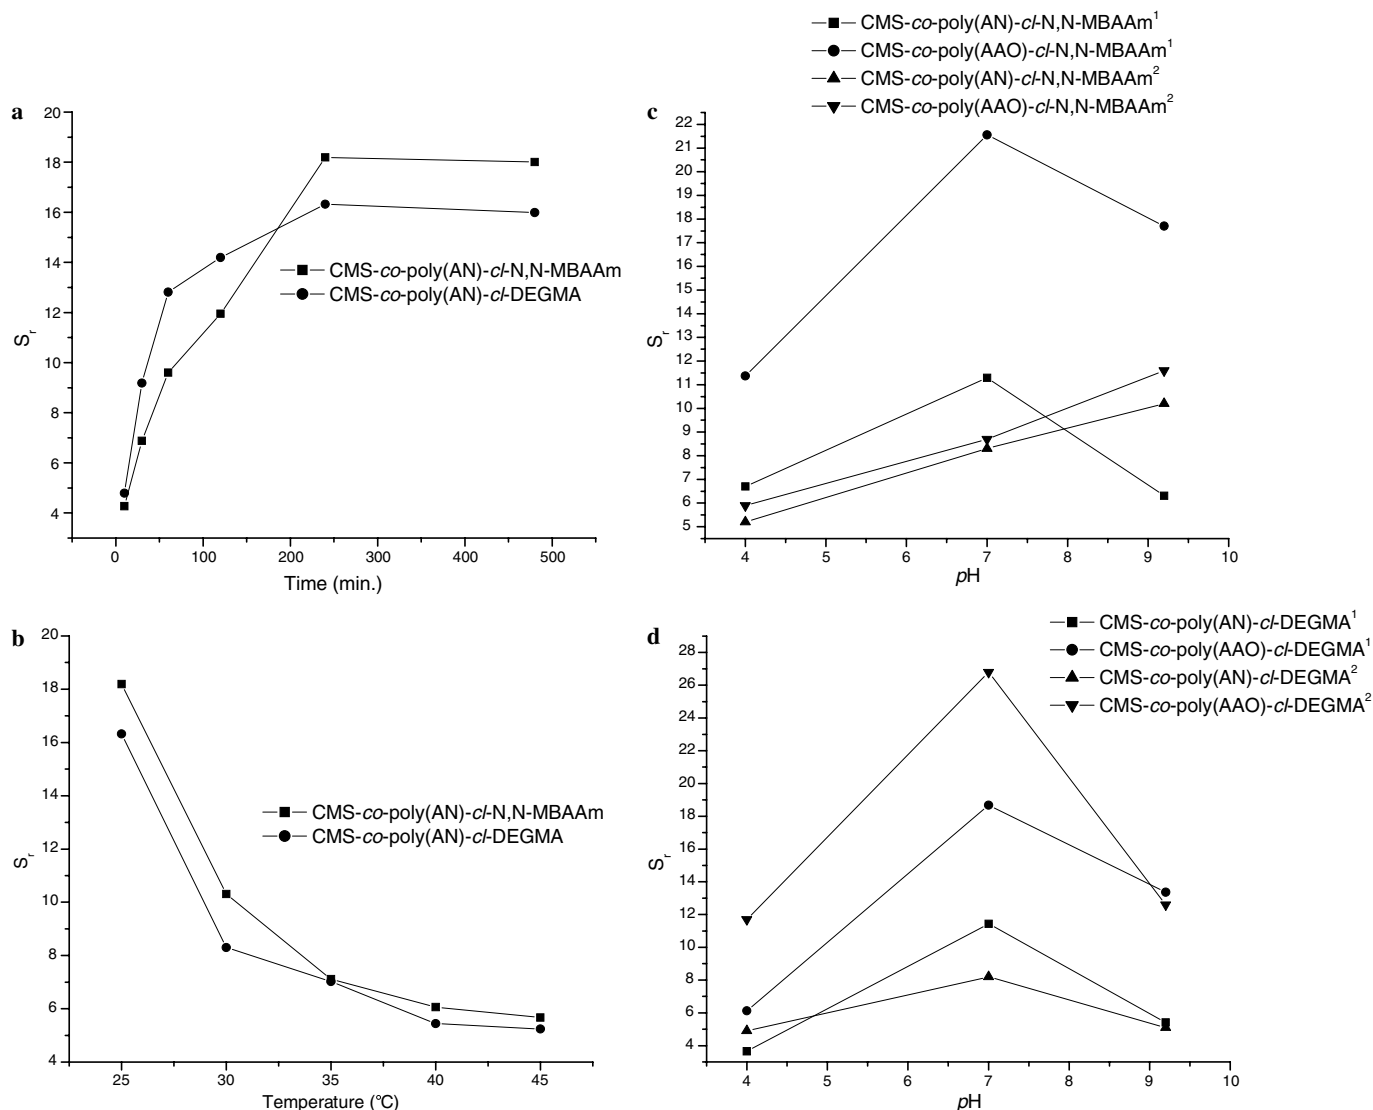 a
20
18
16
14
12
10
8
6
4
S_r
0 100 200 300 400 500
Time (min.)
CMS-co-poly(AN)-cl-N,N-MBAAm
CMS-co-poly(AN)-cl-DEGMA
b
20
18
16
14
12
10
8
6
4
S_r
25 30 35 40 45
Temperature (°C)
CMS-co-poly(AN)-cl-N,N-MBAAm
CMS-co-poly(AN)-cl-DEGMA
CMS-co-poly(AN)-cl-N,N-MBAAm¹
CMS-co-poly(AAO)-cl-N,N-MBAAm¹
CMS-co-poly(AN)-cl-N,N-MBAAm²
CMS-co-poly(AAO)-cl-N,N-MBAAm²
c
22
21
20
19
18
17
16
15
14
13
12
11
10
9
8
7
6
5
S_r
4 5 6 7 8 9 10
pH
d
CMS-co-poly(AN)-cl-DEGMA¹
CMS-co-poly(AAO)-cl-DEGMA¹
CMS-co-poly(AN)-cl-DEGMA²
CMS-co-poly(AAO)-cl-DEGMA²
28
26
24
22
20
18
16
14
12
10
8
6
4
S_r
4 5 6 7 8 9 10
pH